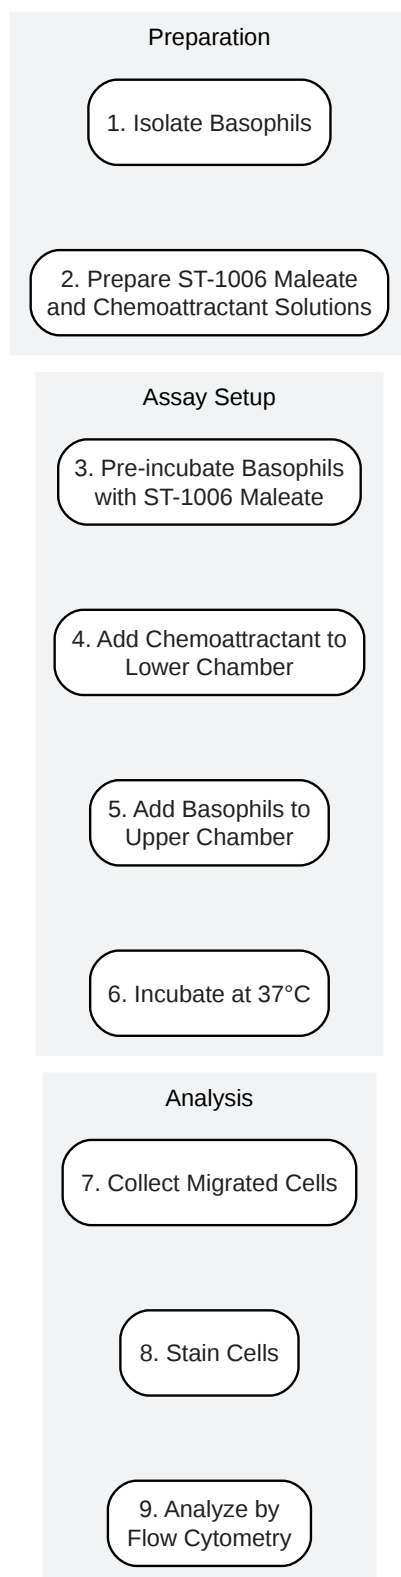 Preparation
1. Isolate Basophils
2. Prepare ST-1006 Maleate
and Chemoattractant Solutions
Assay Setup
3. Pre-incubate Basophils
with ST-1006 Maleate
4. Add Chemoattractant to
Lower Chamber
5. Add Basophils to
Upper Chamber
6. Incubate at 37°C
Analysis
7. Collect Migrated Cells
8. Stain Cells
9. Analyze by
Flow Cytometry